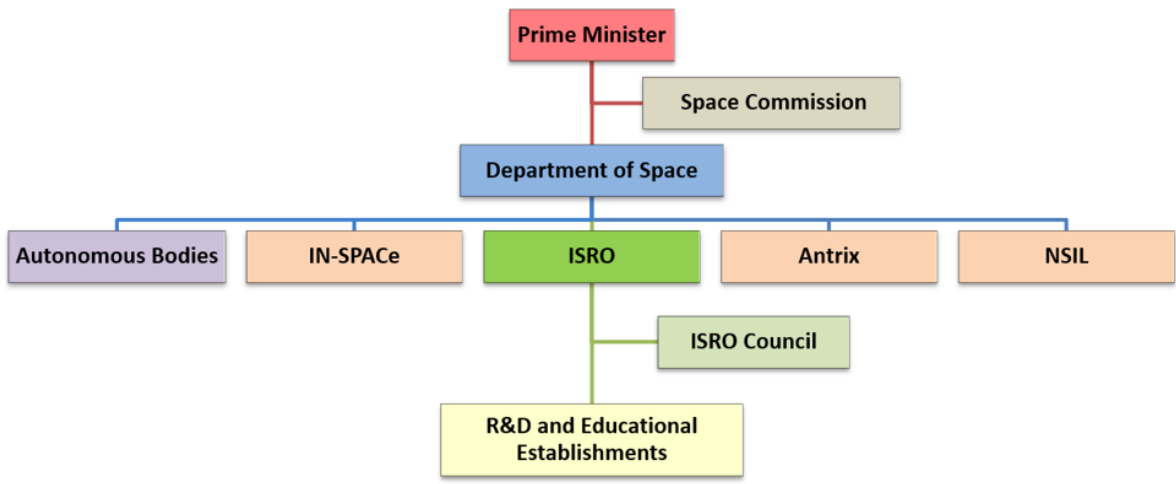 Prime Minister
Space Commission
Department of Space
Autonomous Bodies
IN-SPACe
ISRO
Antrix
NSIL
ISRO Council
R&D and Educational
Establishments